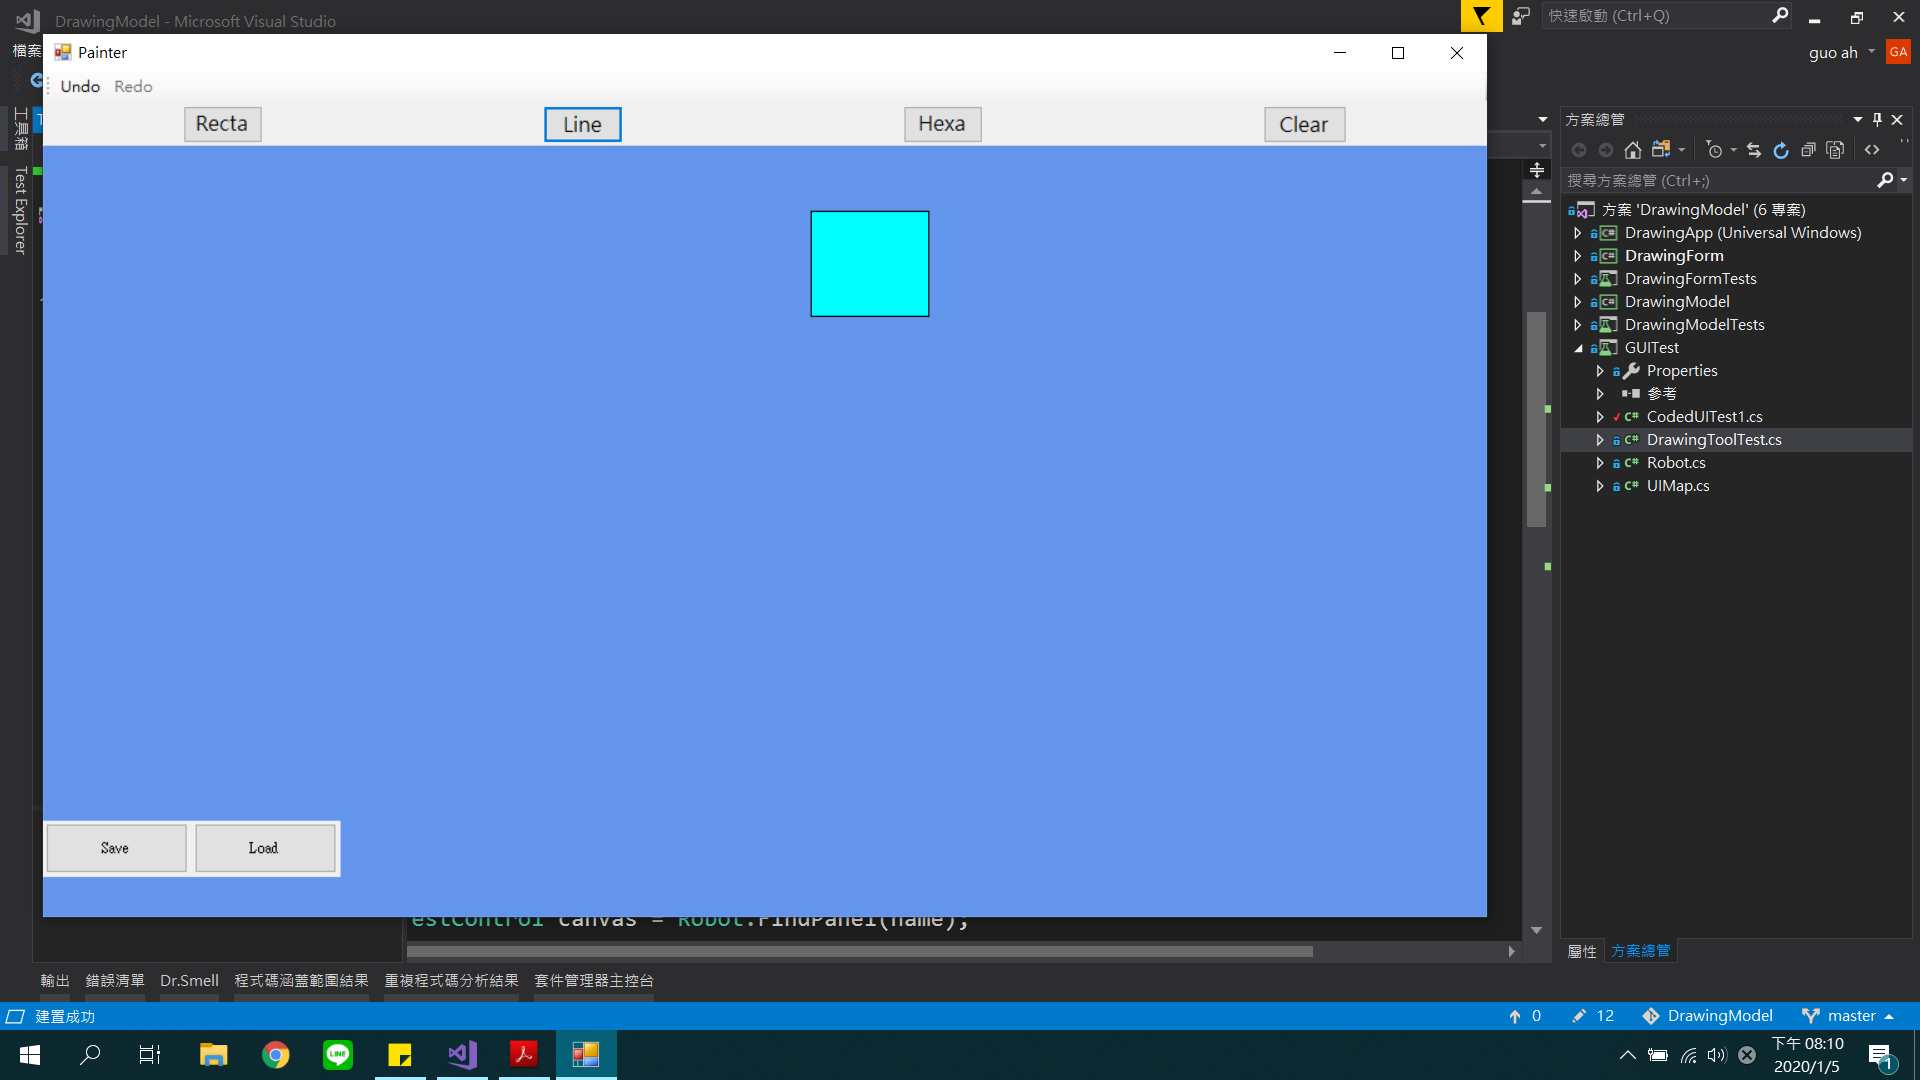 DrawingModel - Microsoft Visual Studio
快速啟動 (Ctrl+Q)
檔案
guo ah
GA
Painter
Undo Redo
Recta
Line
Hexa
Clear
工具箱
Test Explorer
T
Save
Load
方案總管
搜尋方案總管 (Ctrl+;)
方案 'DrawingModel' (6 專案)
DrawingApp (Universal Windows)
DrawingForm
DrawingFormTests
DrawingModel
DrawingModelTests
GUITest
Properties
參考
C# CodedUITest1.cs
C# DrawingToolTest.cs
C# Robot.cs
C# UIMap.cs
estControl canvas = Robot.FindPanel(name);
屬性 方案總管
輸出 錯誤清單 Dr.Smell 程式碼涵蓋範圍結果 重複程式碼分析結果 套件管理器主控台
建置成功
0
12
DrawingModel
master
LINE
下午 08:10
2020/1/5
1